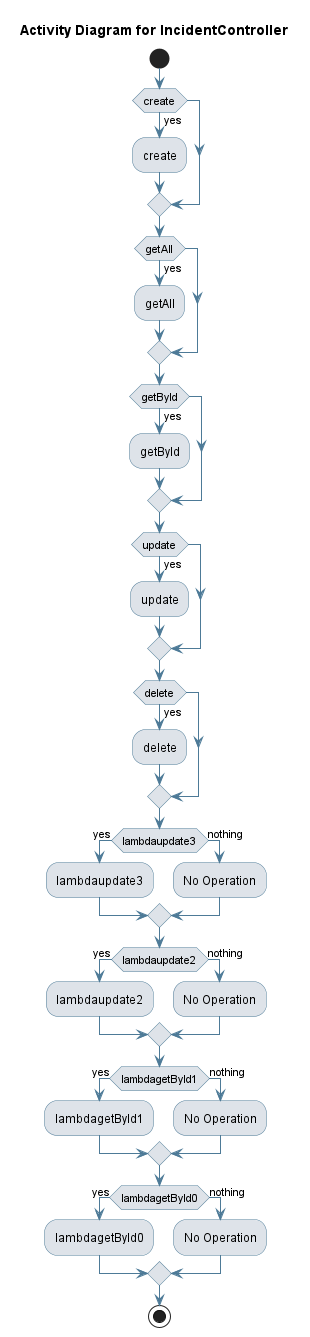 Activity Diagram for IncidentController
create
yes
create
getAll
yes
getAll
getById
yes
getById
update
yes
update
delete
yes
delete
yes
lambdaupdate3
nothing
lambdaupdate3
No Operation
yes
lambdaupdate2
nothing
lambdaupdate2
No Operation
yes
lambdagetById1
nothing
lambdagetById1
No Operation
yes
lambdagetById0
nothing
lambdagetById0
No Operation